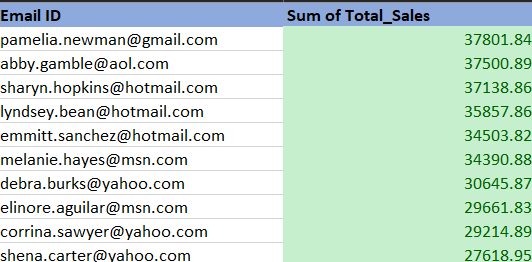 Email ID Sum of Total_Sales
pamelia.newman@gmail.com 37801.84
abby.gamble@aol.com 37500.89
sharyn.hopkins@hotmail.com 37138.86
lyndsey.bean@hotmail.com 35857.86
emmitt.sanchez@hotmail.com 34503.82
melanie.hayes@msn.com 34390.88
debra.burks@yahoo.com 30645.87
elinore.aguilar@msn.com 29661.83
corrina.sawyer@yahoo.com 29214.89
shena.carter@yahoo.com 27618.95